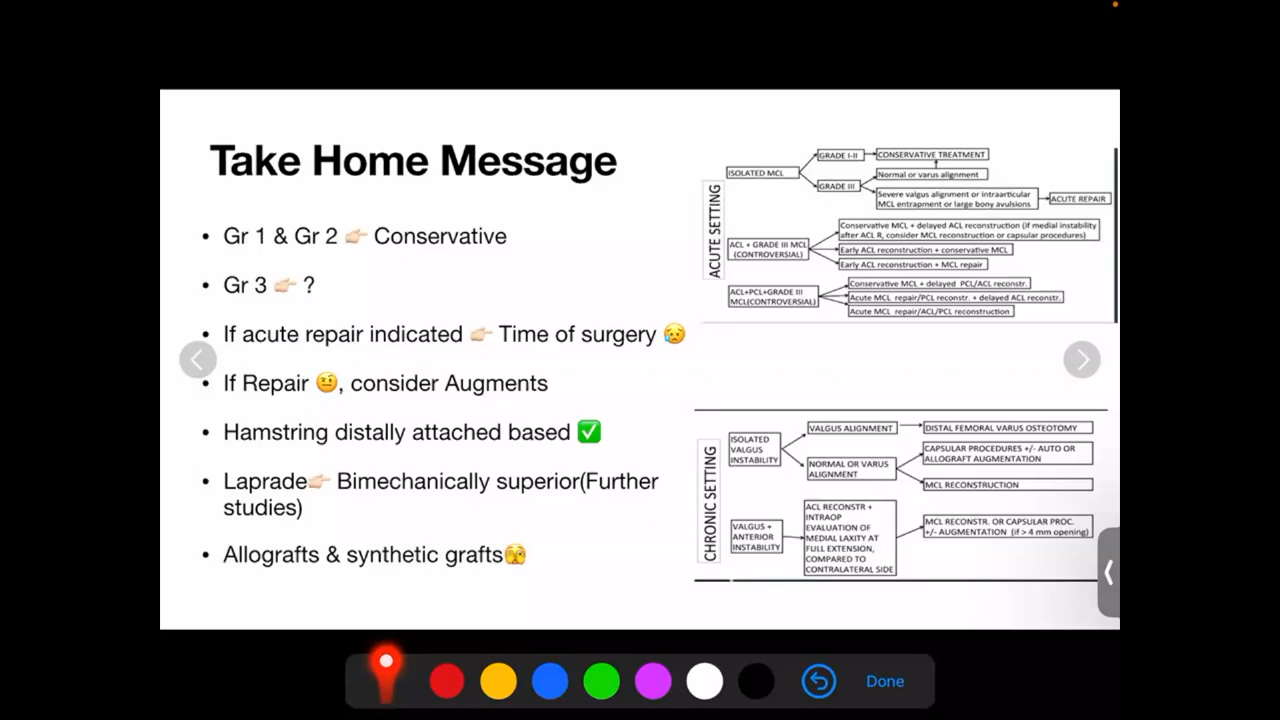 Take Home Message
• Gr 1 & Gr 2 👉🏻 Conservative
• Gr 3 👉🏻 ?
• If acute repair indicated 👉🏻 Time of surgery 😥
• If Repair 🤨, consider Augments
• Hamstring distally attached based ✅
• Laprade👉🏻 Bimechanically superior(Further
studies)
• Allografts & synthetic grafts🫣
ACUTE SETTING
ISOLATED MCL
GRADE I-II
CONSERVATIVE TREATMENT
GRADE III
Normal or varus alignment
Severe valgus alignment or intraarticular
MCL entrapment or large bony avulsions
ACUTE REPAIR
ACL + GRADE III MCL
(CONTROVERSIAL)
Conservative MCL + delayed ACL reconstruction (if medial instability
after ACL R, consider MCL reconstruction or capsular procedures)
Early ACL reconstruction + conservative MCL
Early ACL reconstruction + MCL repair
ACL+PCL+GRADE III
MCL(CONTROVERSIAL)
Conservative MCL + delayed PCL/ACL reconstr.
Acute MCL repair/PCL reconstr. + delayed ACL reconstr.
Acute MCL repair/ACL/PCL reconstruction
CHRONIC SETTING
ISOLATED
VALGUS
INSTABILITY
VALGUS ALIGNMENT
DISTAL FEMORAL VARUS OSTEOTOMY
NORMAL OR VARUS
ALIGNMENT
CAPSULAR PROCEDURES +/- AUTO OR
ALLOGRAFT AUGMENTATION
MCL RECONSTRUCTION
VALGUS +
ANTERIOR
INSTABILITY
ACL RECONSTR +
INTRAOP
EVALUATION OF
MEDIAL LAXITY AT
FULL EXTENSION,
COMPARED TO
CONTRALATERAL SIDE
MCL RECONSTR. OR CAPSULAR PROC.
+/- AUGMENTATION (if > 4 mm opening)
Done